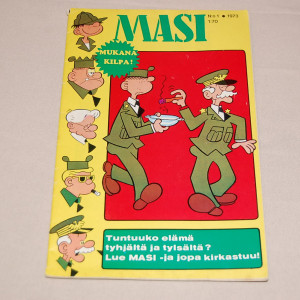 MASI
N:o 1 • 1973
1:70
MUKANA
KILPA!
Tuntuuko elämä
tyhjältä ja tylsältä?
Lue MASI -ja jopa kirkastuu!